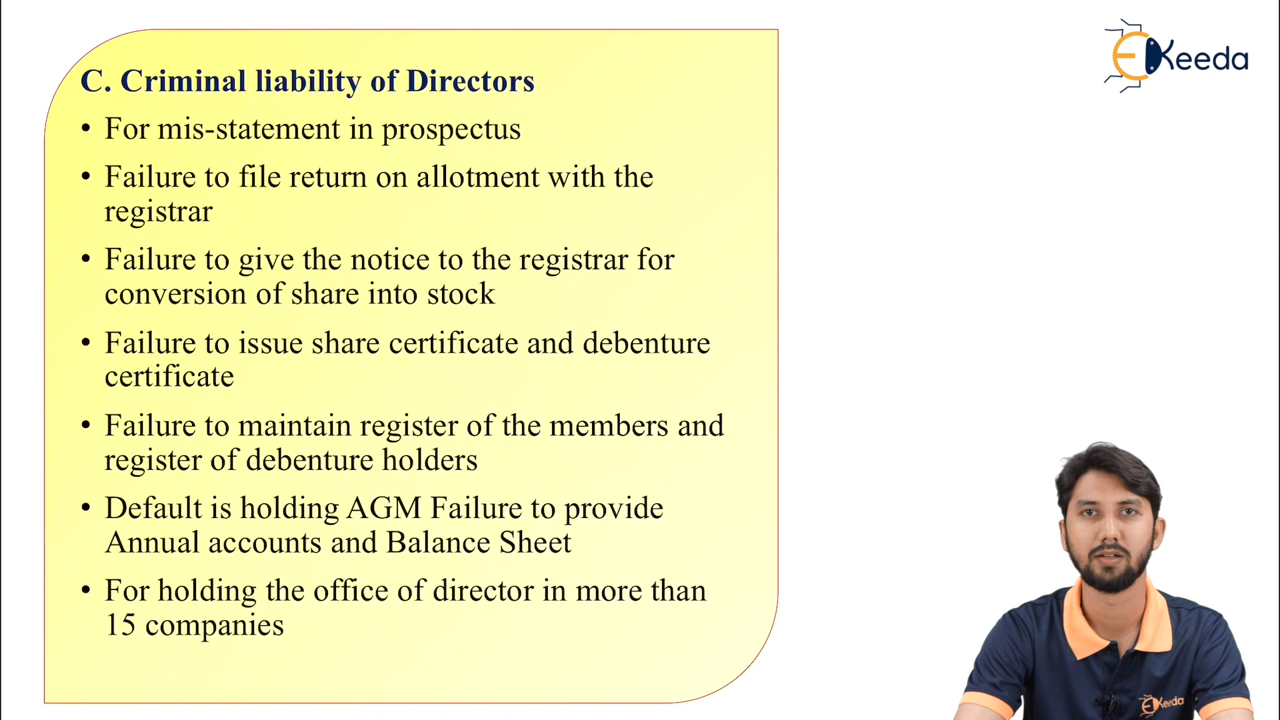 C. Criminal liability of Directors
• For mis-statement in prospectus
• Failure to file return on allotment with the
registrar
• Failure to give the notice to the registrar for
conversion of share into stock
• Failure to issue share certificate and debenture
certificate
• Failure to maintain register of the members and
register of debenture holders
• Default is holding AGM Failure to provide
Annual accounts and Balance Sheet
• For holding the office of director in more than
15 companies
EKeeda
EKeeda